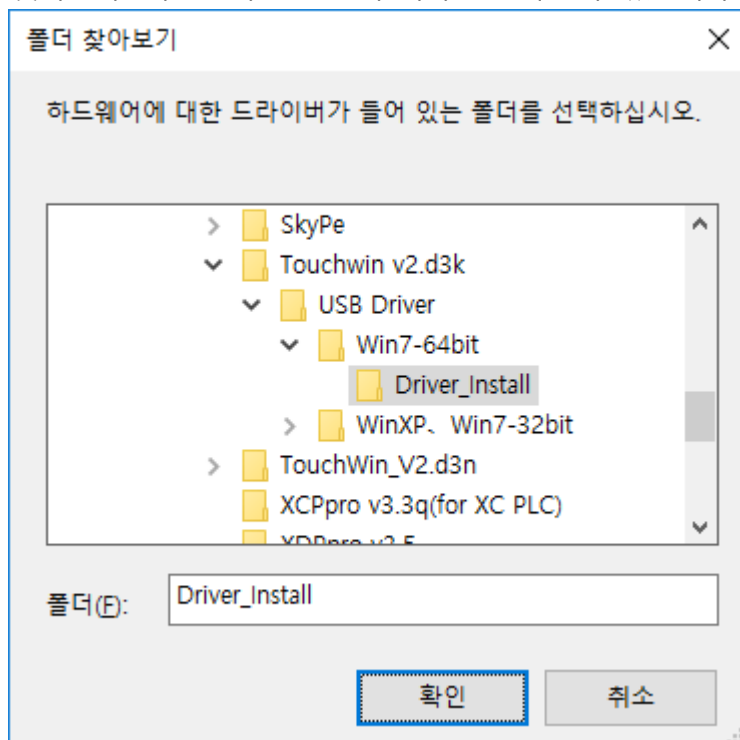 폴더 찾아보기
하드웨어에 대한 드라이버가 들어 있는 폴더를 선택하십시오.
SkyPe
Touchwin v2.d3k
USB Driver
Win7-64bit
Driver_Install
WinXP、Win7-32bit
TouchWin_V2.d3n
XCPpro v3.3q(for XC PLC)
폴더(F): Driver_Install
확인 취소